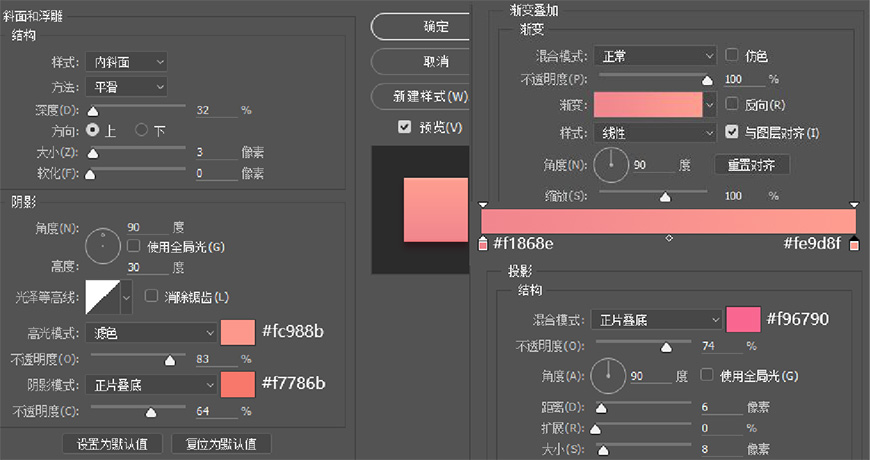 斜面和浮雕
结构
样式: 内斜面
方法: 平滑
深度(D): 32 %
方向: 上 下
大小(Z): 3 像素
软化(F): 0 像素
阴影
角度(N): 90 度
使用全局光(G)
高度: 30 度
光泽等高线: 消除锯齿(L)
高光模式: 滤色 #fc988b
不透明度(O): 83 %
阴影模式: 正片叠底 #f7786b
不透明度(C): 64 %
设置为默认值 复位为默认值
确定
取消
新建样式(W)
预览(V)
渐变叠加
渐变
混合模式: 正常 仿色
不透明度(P): 100 %
渐变: 反向(R)
样式: 线性 与图层对齐(I)
角度(N): 90 度 重置对齐
缩放(S): 100 %
#f1868e #fe9d8f
投影
结构
混合模式: 正片叠底 #f96790
不透明度(O): 74 %
角度(A): 90 度 使用全局光(G)
距离(D): 6 像素
扩展(R): 0 %
大小(S): 8 像素